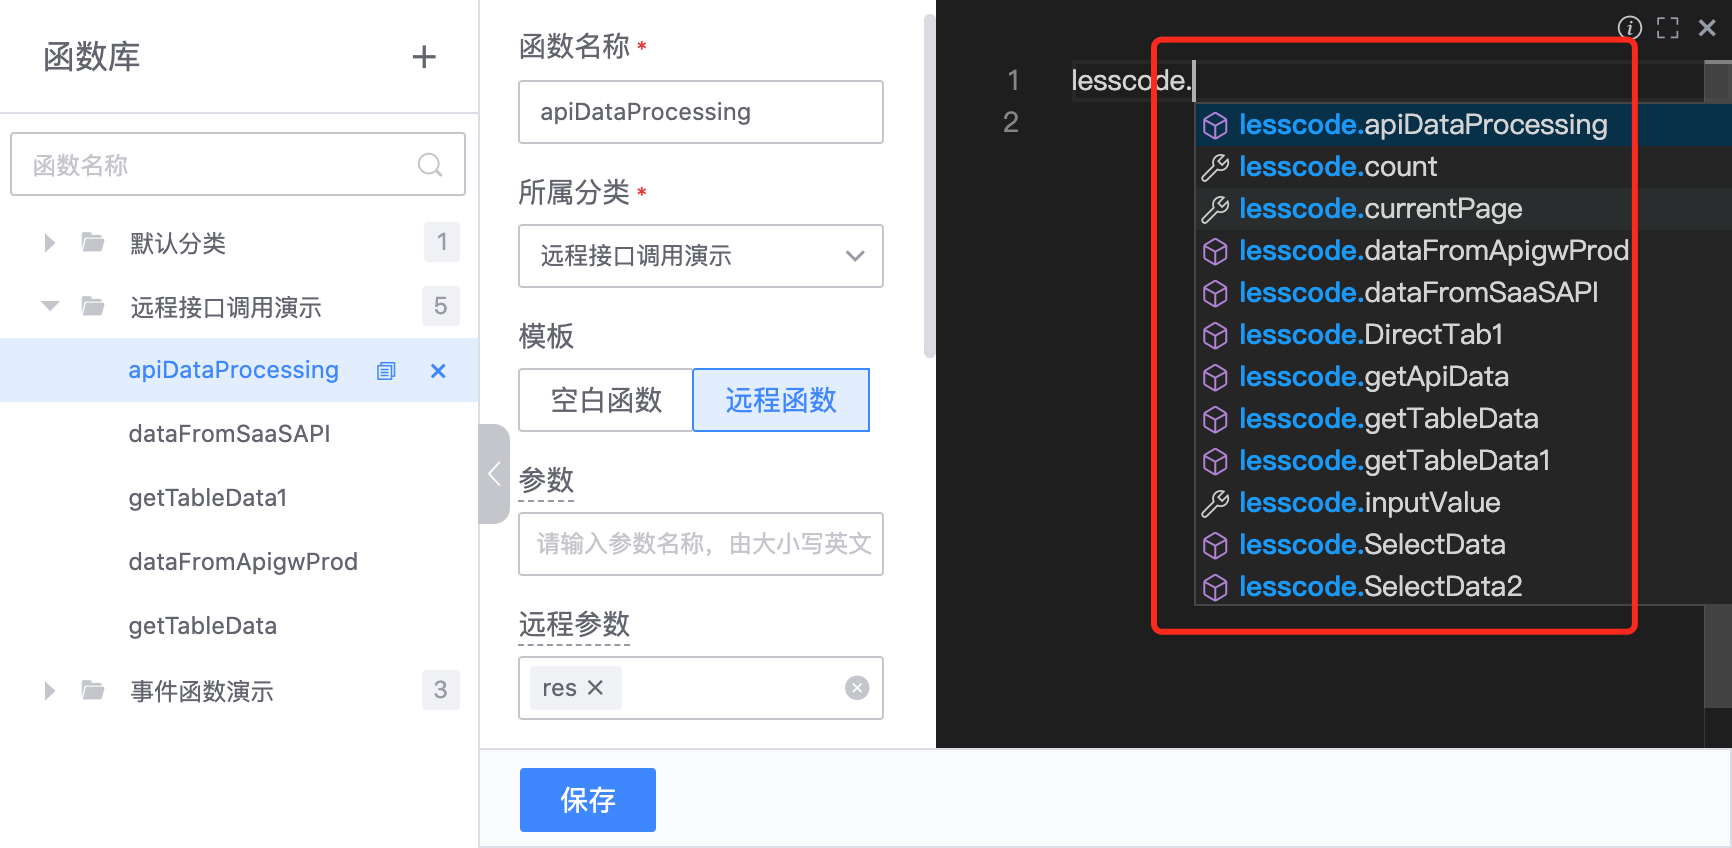 函数库
函数名称
默认分类 1
远程接口调用演示 5
apiDataProcessing
dataFromSaaSAPI
getTableData1
dataFromApigwProd
getTableData
事件函数演示 3
函数名称 *
apiDataProcessing
所属分类 *
远程接口调用演示
模板
空白函数 远程函数
参数
请输入参数名称，由大小写英文
远程参数
res
保存
1 lesscode.
2
lesscode.apiDataProcessing
lesscode.count
lesscode.currentPage
lesscode.dataFromApigwProd
lesscode.dataFromSaaSAPI
lesscode.DirectTab1
lesscode.getApiData
lesscode.getTableData
lesscode.getTableData1
lesscode.inputValue
lesscode.SelectData
lesscode.SelectData2